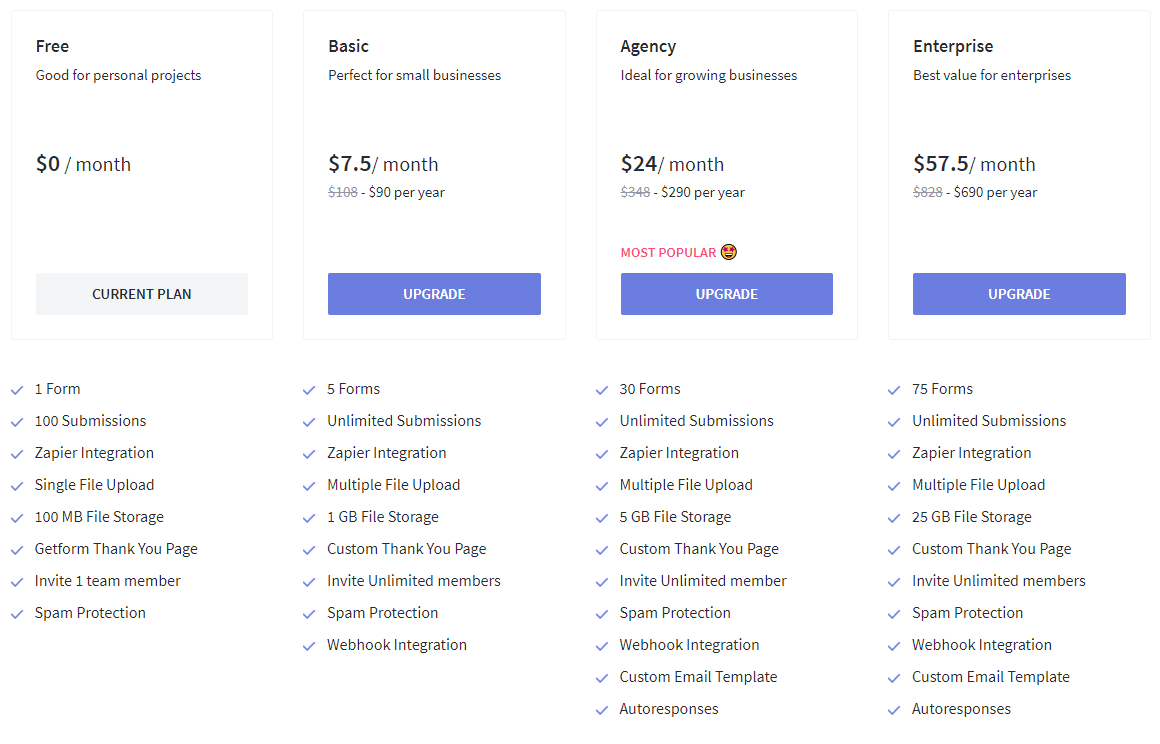 Free
Good for personal projects
$0 / month
CURRENT PLAN
1 Form
100 Submissions
Zapier Integration
Single File Upload
100 MB File Storage
Getform Thank You Page
Invite 1 team member
Spam Protection
Basic
Perfect for small businesses
$7.5/ month
$108 - $90 per year
UPGRADE
5 Forms
Unlimited Submissions
Zapier Integration
Multiple File Upload
1 GB File Storage
Custom Thank You Page
Invite Unlimited members
Spam Protection
Webhook Integration
Agency
Ideal for growing businesses
$24/ month
$348 - $290 per year
MOST POPULAR 🤩
UPGRADE
30 Forms
Unlimited Submissions
Zapier Integration
Multiple File Upload
5 GB File Storage
Custom Thank You Page
Invite Unlimited member
Spam Protection
Webhook Integration
Custom Email Template
Autoresponses
Enterprise
Best value for enterprises
$57.5/ month
$828 - $690 per year
UPGRADE
75 Forms
Unlimited Submissions
Zapier Integration
Multiple File Upload
25 GB File Storage
Custom Thank You Page
Invite Unlimited members
Spam Protection
Webhook Integration
Custom Email Template
Autoresponses